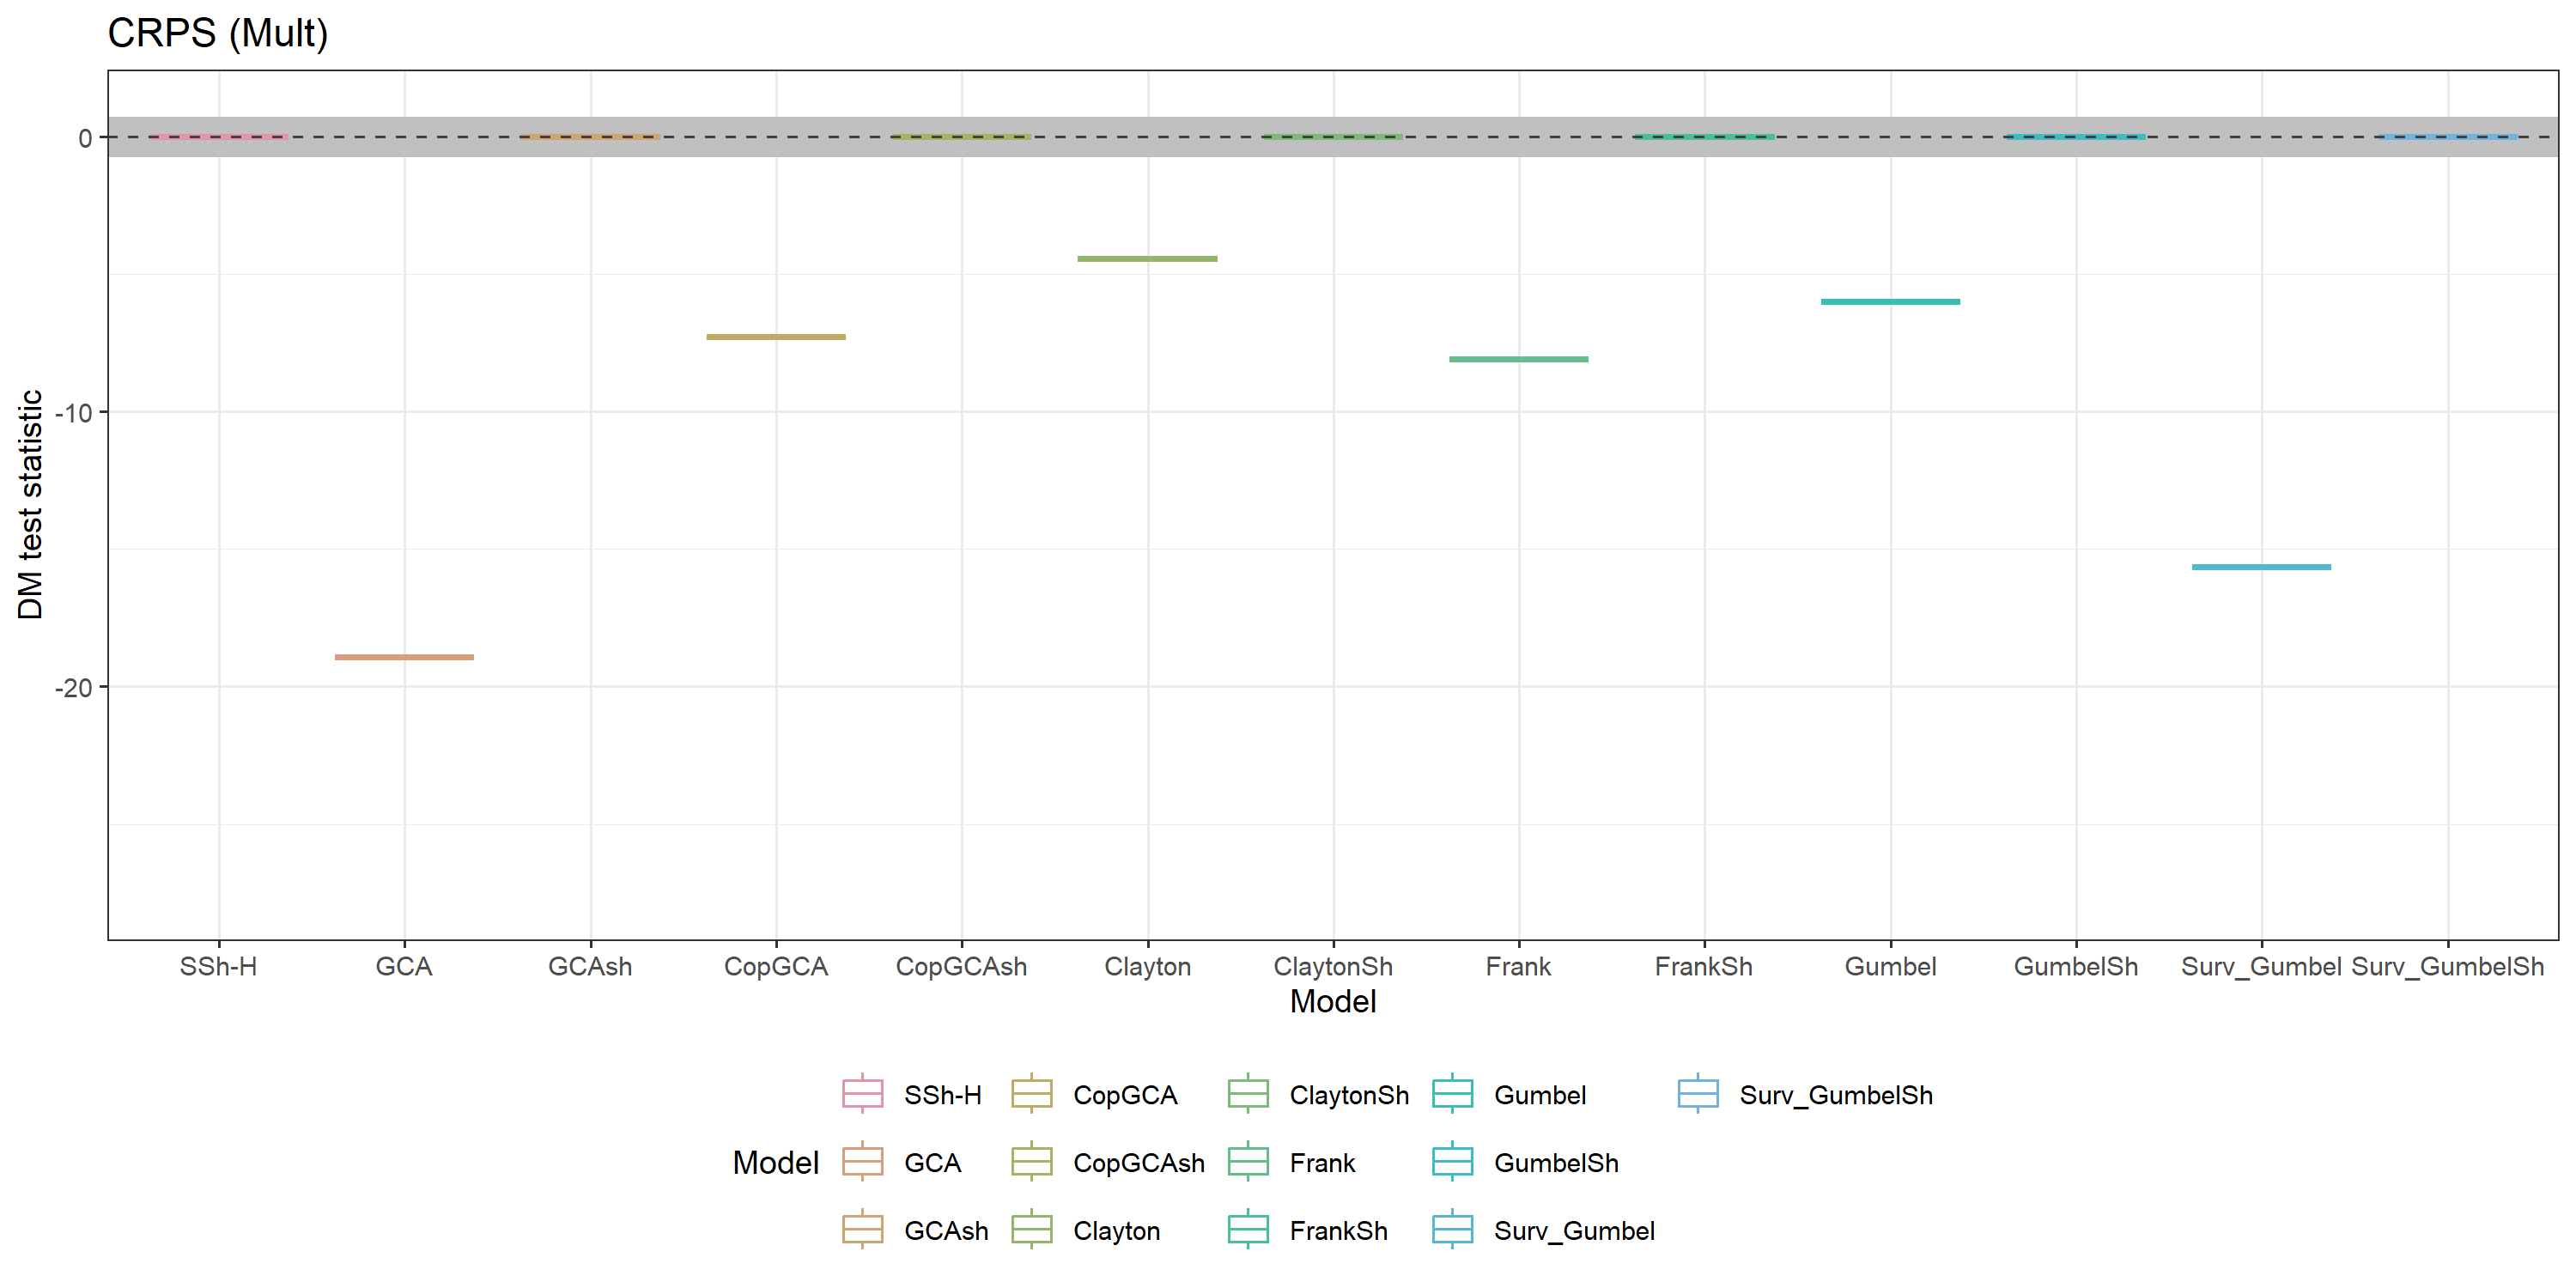 CRPS (Mult)
DM test statistic
0
-10
-20
SSh-H GCA GCAsh CopGCA CopGCAsh Clayton ClaytonSh Frank FrankSh Gumbel GumbelSh Surv_Gumbel Surv_GumbelSh
Model
SSh-H CopGCA ClaytonSh Gumbel Surv_GumbelSh
Model GCA CopGCAsh Frank GumbelSh
GCAsh Clayton FrankSh Surv_Gumbel